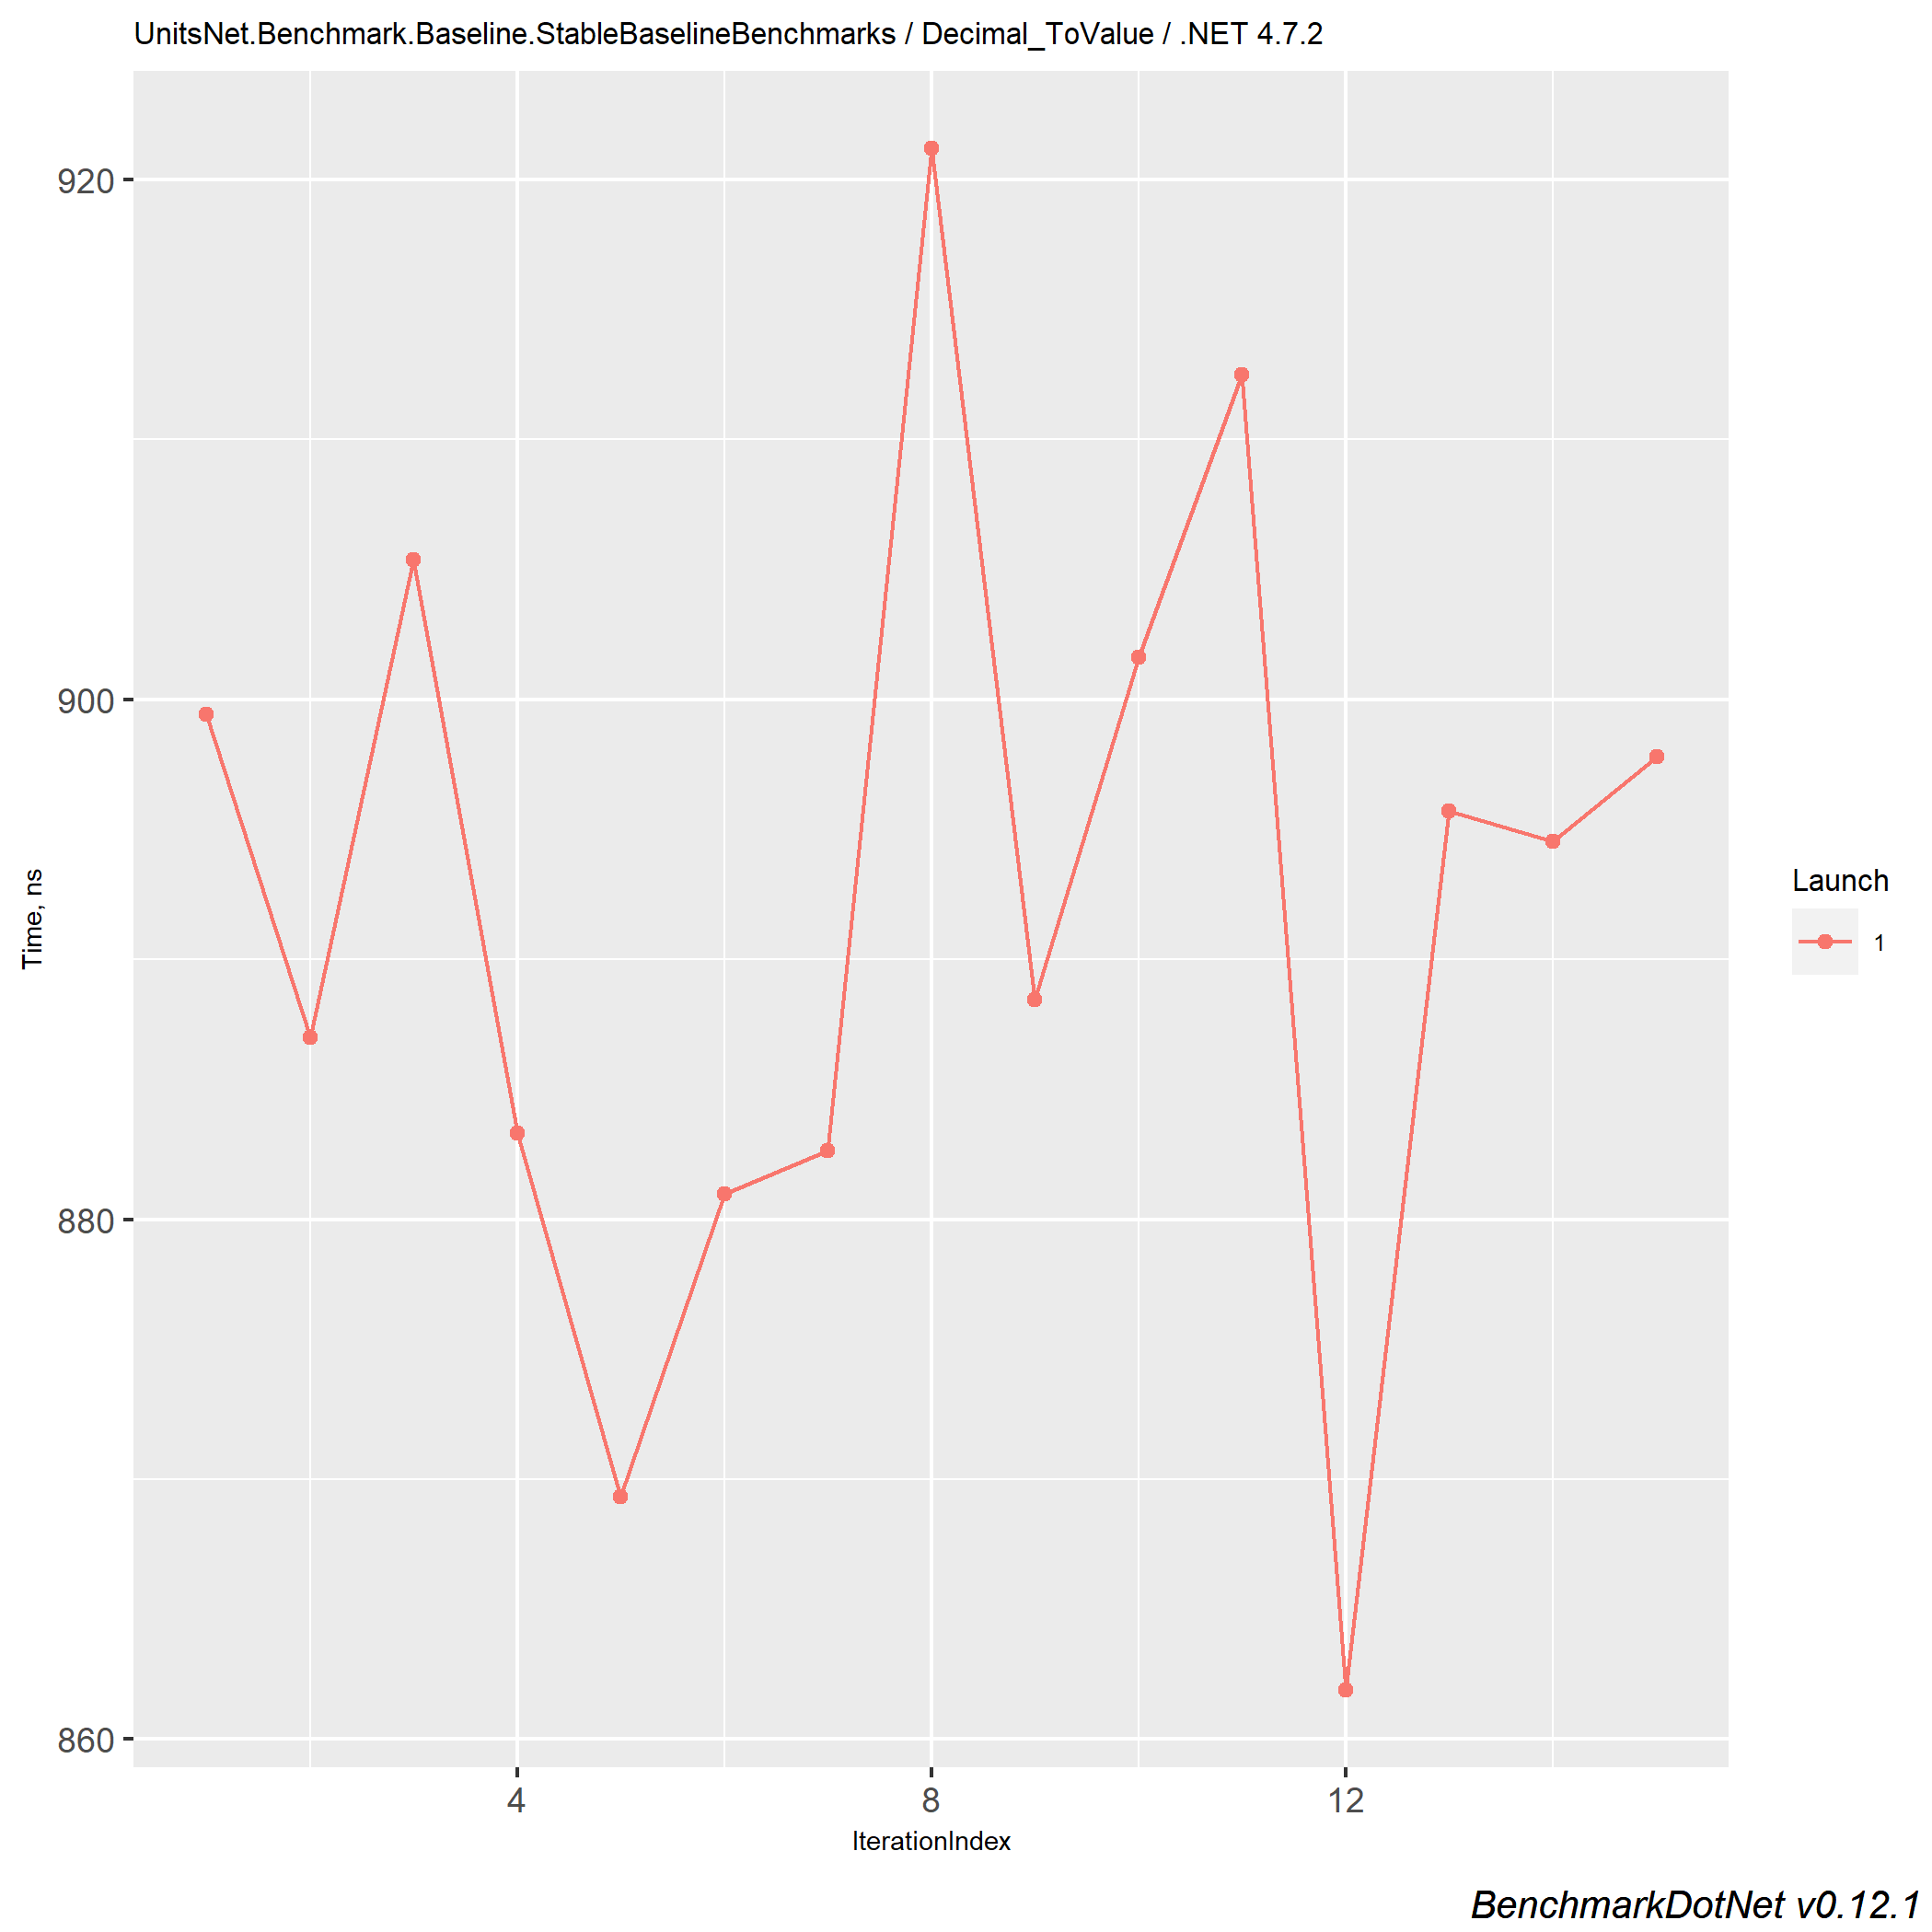 UnitsNet.Benchmark.Baseline.StableBaselineBenchmarks / Decimal_ToValue / .NET 4.7.2
920
900
880
860
Time, ns
4 8 12
IterationIndex
Launch
1
BenchmarkDotNet v0.12.1